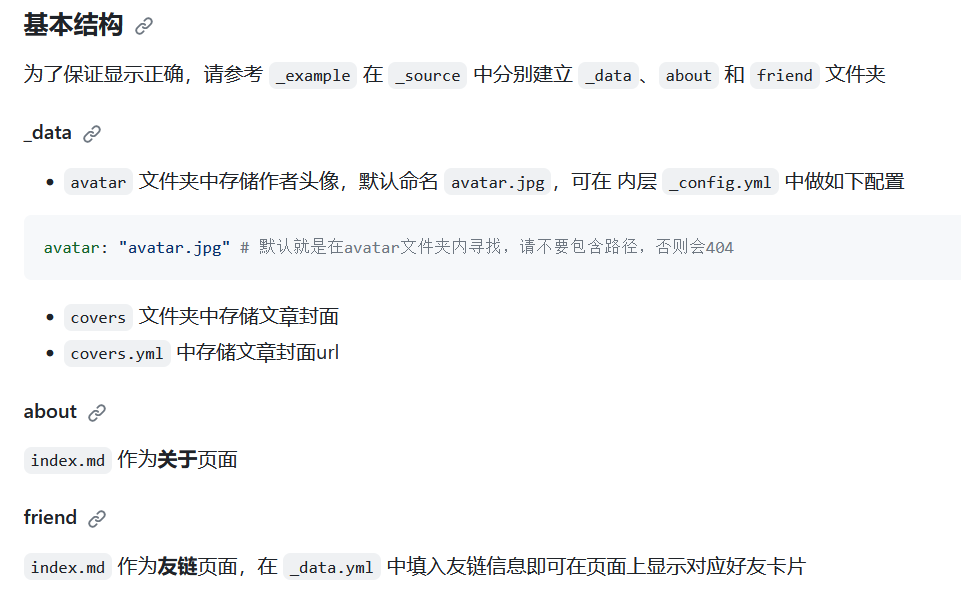 基本结构
为了保证显示正确，请参考 _example 在 _source 中分别建立 _data 、 about 和 friend 文件夹
_data
avatar 文件夹中存储作者头像，默认命名 avatar.jpg ，可在 内层 _config.yml 中做如下配置
avatar: "avatar.jpg" # 默认就是在avatar文件夹内寻找，请不要包含路径，否则会404
covers 文件夹中存储文章封面
covers.yml 中存储文章封面url
about
index.md 作为关于页面
friend
index.md 作为友链页面，在 _data.yml 中填入友链信息即可在页面上显示对应好友卡片